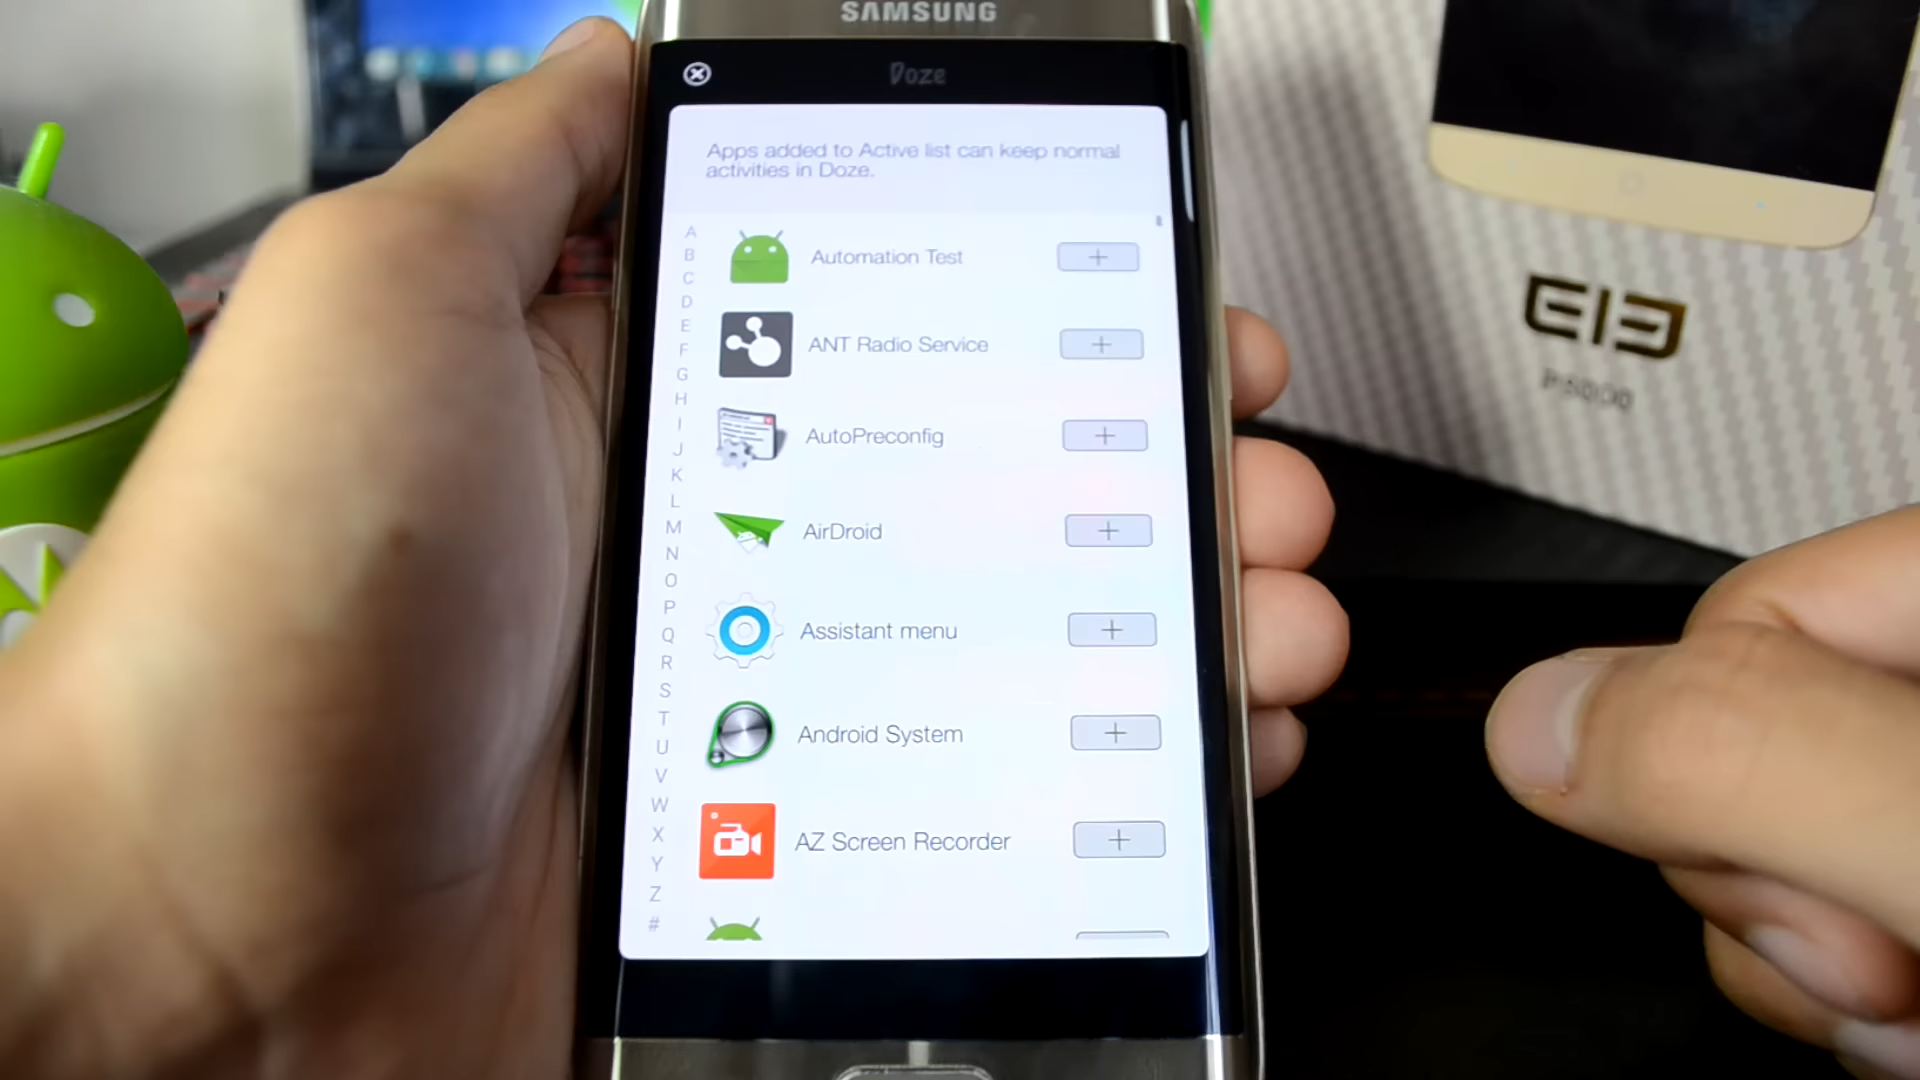 SAMSUNG
Doze
Apps added to Active list can keep normal
activities in Doze.
A
B
C
D
E
F
G
H
I
J
K
L
M
N
O
P
Q
R
S
T
U
V
W
X
Y
Z
#
Automation Test
+
ANT Radio Service
+
AutoPreconfig
+
AirDroid
+
Assistant menu
+
Android System
+
AZ Screen Recorder
+
P8000